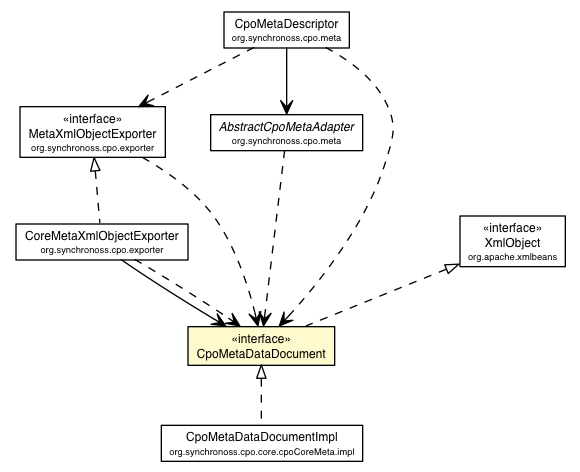 CpoMetaDescriptor
org.synchronoss.cpo.meta
«interface»
MetaXmlObjectExporter
org.synchronoss.cpo.exporter
AbstractCpoMetaAdapter
org.synchronoss.cpo.meta
CoreMetaXmlObjectExporter
org.synchronoss.cpo.exporter
«interface»
XmlObject
org.apache.xmlbeans
«interface»
CpoMetaDataDocument
CpoMetaDataDocumentImpl
org.synchronoss.cpo.core.cpoCoreMeta.impl